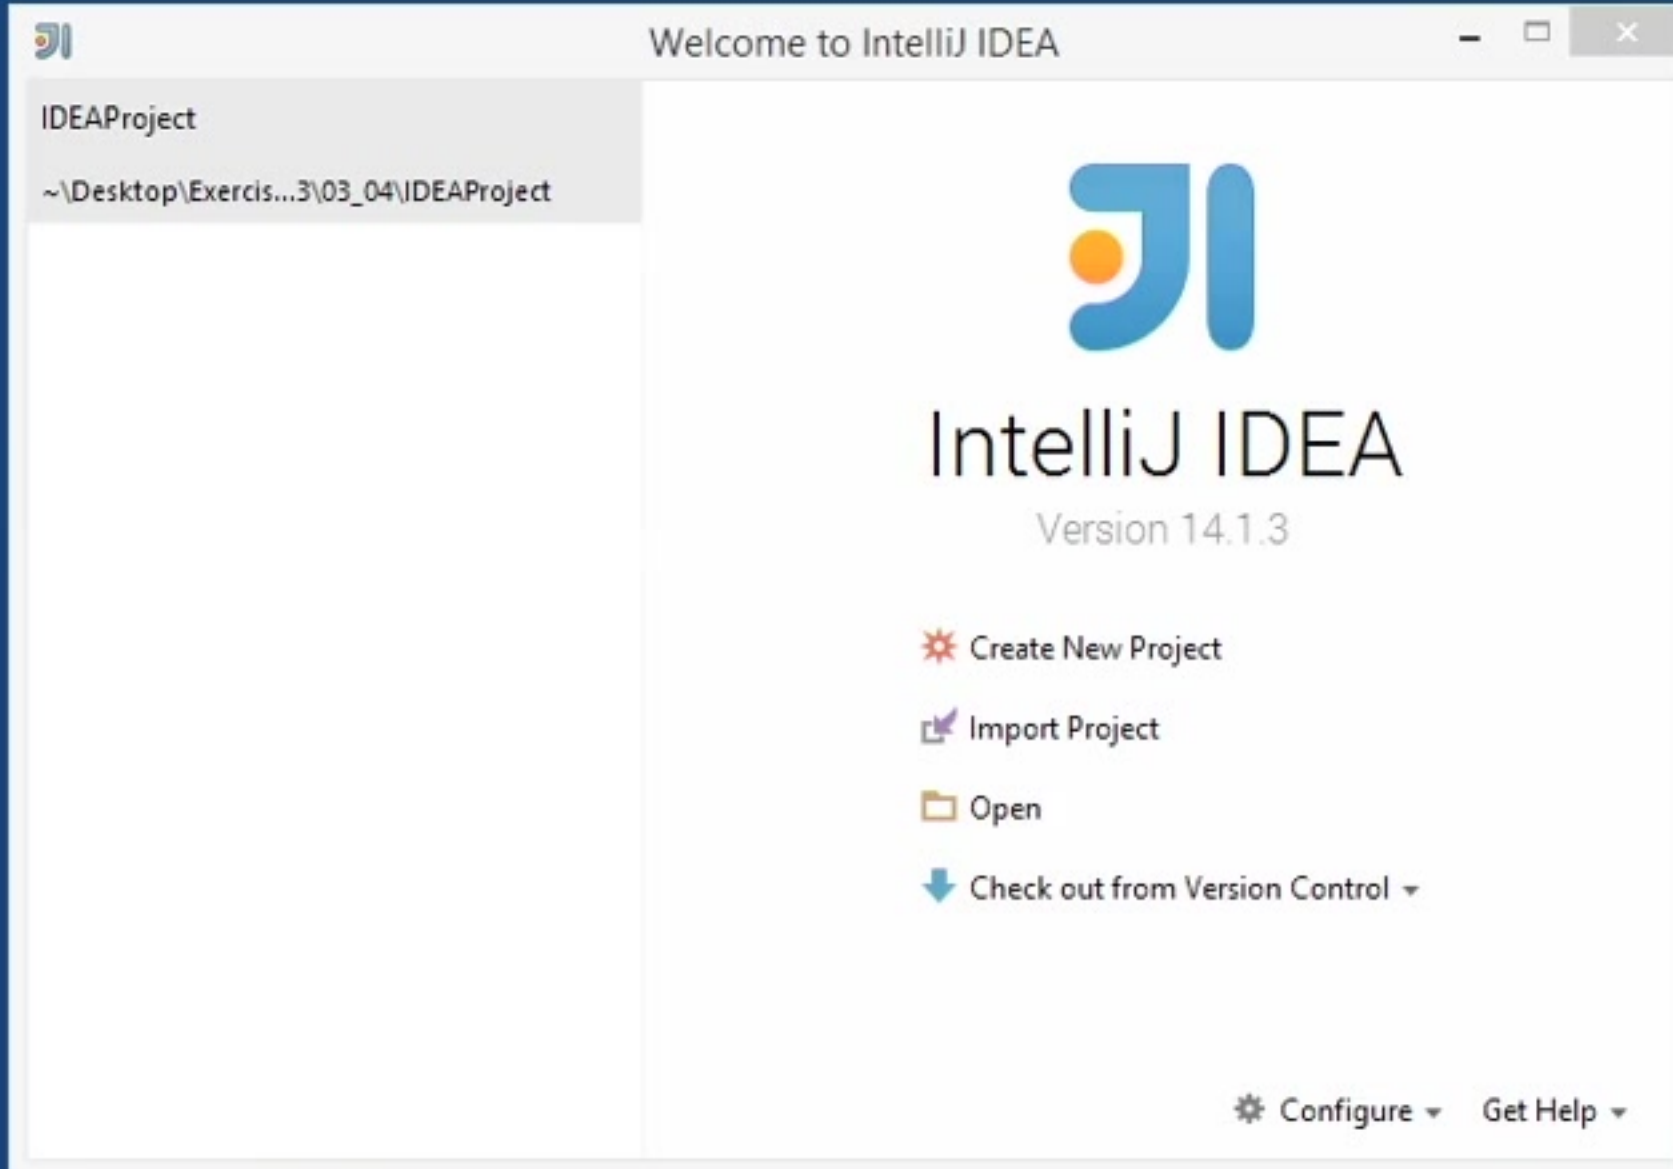 Welcome to IntelliJ IDEA
IDEAProject
~\Desktop\Exercis...3\03_04\IDEAProject
IntelliJ IDEA
Version 14.1.3
Create New Project
Import Project
Open
Check out from Version Control
Configure
Get Help